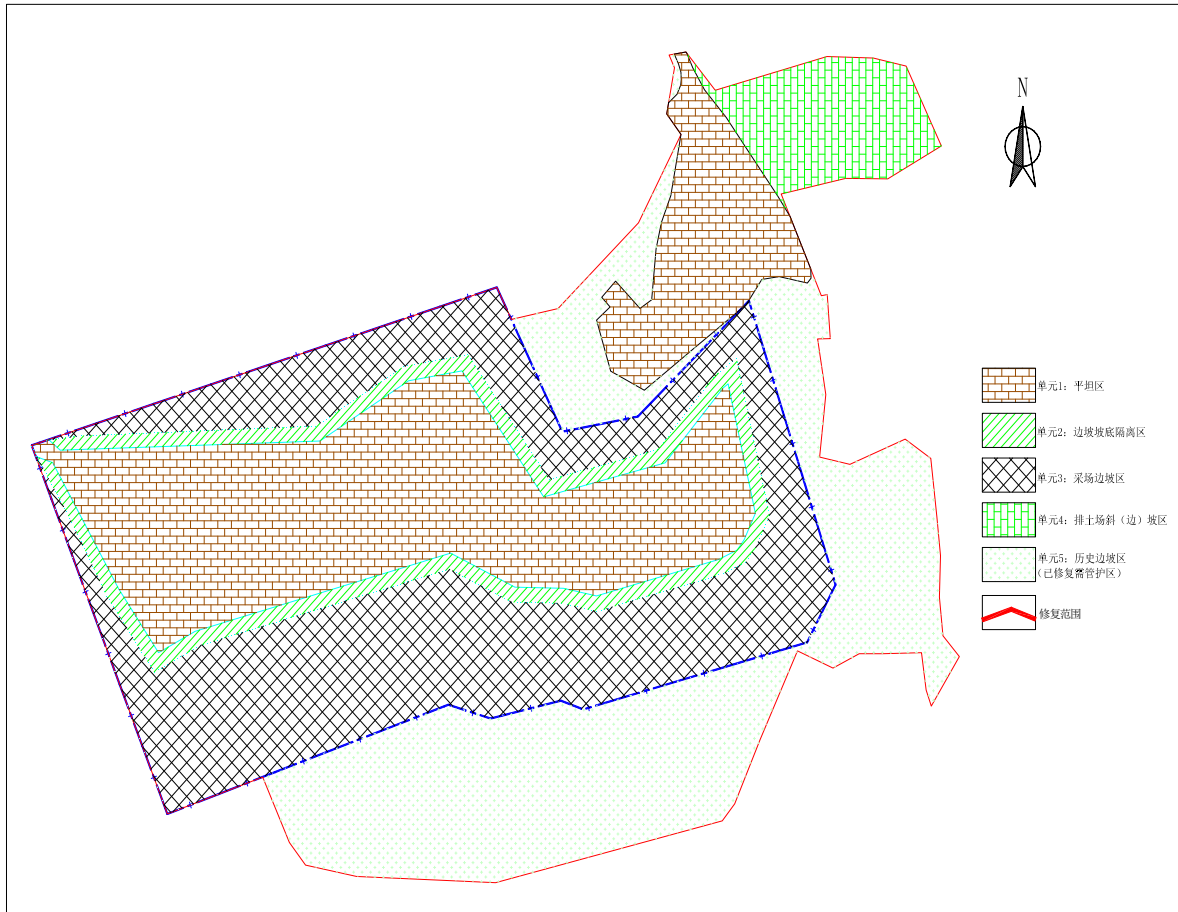 N
单元1：平坦区
单元2：边坡坡底隔离区
单元3：采场边坡区
单元4：排土场斜（边）坡区
单元5：历史边坡区
（已修复需管护区）
修复范围